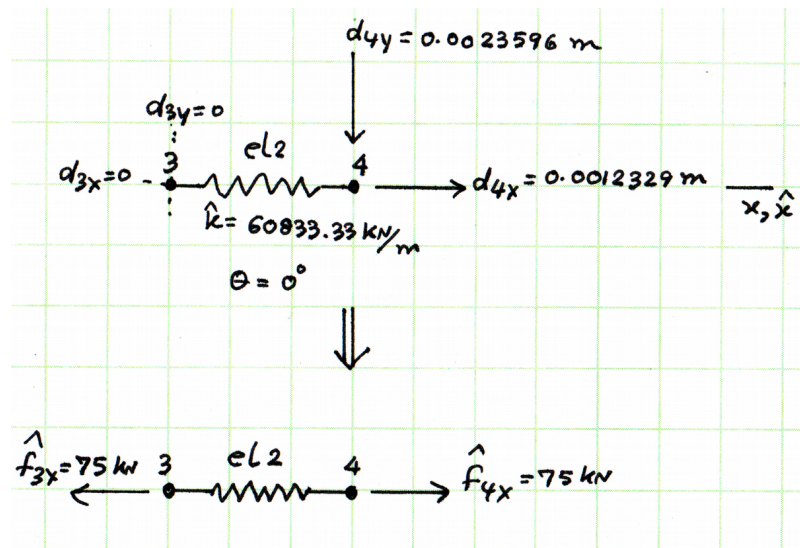 d4y = 0.0023596 m
d3y = 0
el2
3
4
d3x = 0
d4x = 0.0012329 m
x, x̂
k̂ = 60833.33 kN/m
θ = 0°
f̂3x = 75 kN
3
el2
4
f̂4x = 75 kN